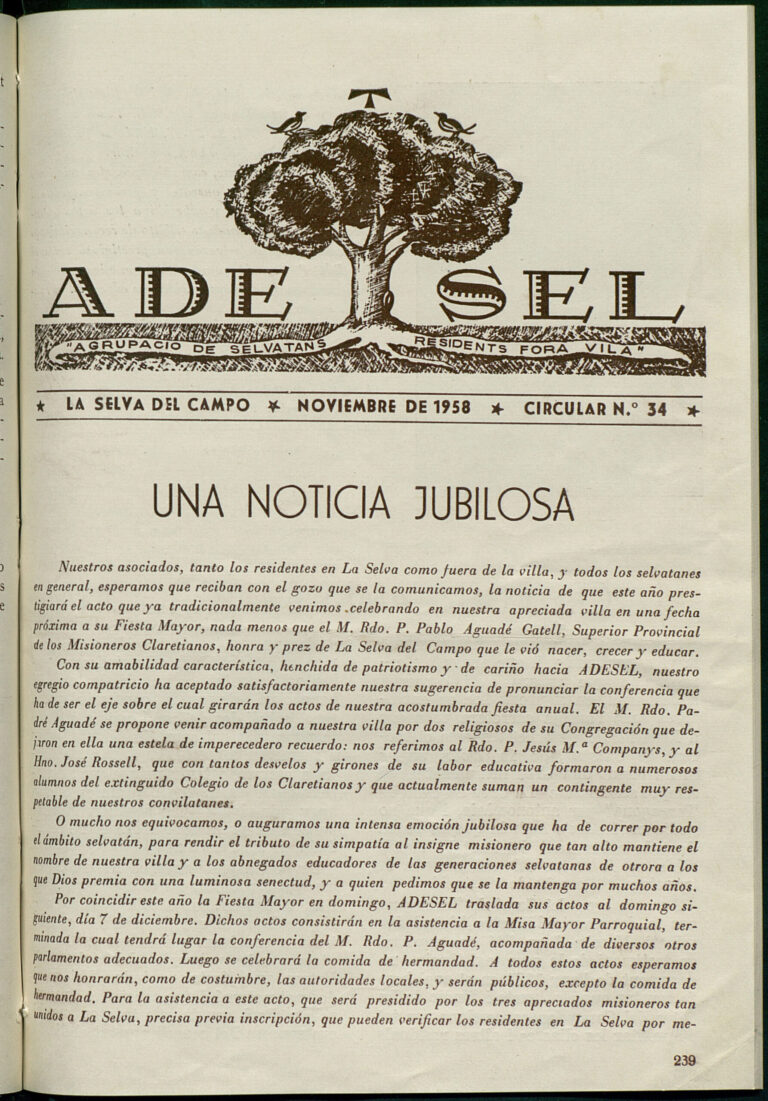 ADE SEL
"AGRUPACIO DE SELVATANS RESIDENTS FORA VILA"
★ LA SELVA DEL CAMPO ★ NOVIEMBRE DE 1958 ★ CIRCULAR N.° 34 ★
UNA NOTICIA JUBILOSA
Nuestros asociados, tanto los residentes en La Selva como fuera de la villa, y todos los selvatanes
en general, esperamos que reciban con el gozo que se la comunicamos, la noticia de que este año pres-
tigiará el acto que ya tradicionalmente venimos celebrando en nuestra apreciada villa en una fecha
próxima a su Fiesta Mayor, nada menos que el M. Rdo. P. Pablo Aguadé Gatell, Superior Provincial
de los Misioneros Claretianos, honra y prez de La Selva del Campo que le vió nacer, crecer y educar.
Con su amabilidad característica, henchida de patriotismo y de cariño hacia ADESEL, nuestro
egregio compatricio ha aceptado satisfactoriamente nuestra sugerencia de pronunciar la conferencia que
ha de ser el eje sobre el cual girarán los actos de nuestra acostumbrada fiesta anual. El M. Rdo. Pa-
dré Aguadé se propone venir acompañado a nuestra villa por dos religiosos de su Congregación que de-
jaron en ella una estela de imperecedero recuerdo: nos referimos al Rdo. P. Jesús M.ª Companys, y al
Hno. José Rossell, que con tantos desvelos y girones de su labor educativa formaron a numerosos
alumnos del extinguido Colegio de los Claretianos y que actualmente suman un contingente muy res-
petable de nuestros convilatanes.
O mucho nos equivocamos, o auguramos una intensa emoción jubilosa que ha de correr por todo
el ámbito selvatán, para rendir el tributo de su simpatía al insigne misionero que tan alto mantiene el
nombre de nuestra villa y a los abnegados educadores de las generaciones selvatanas de otrora a los
que Dios premia con una luminosa senectud, y a quien pedimos que se la mantenga por muchos años.
Por coincidir este año la Fiesta Mayor en domingo, ADESEL traslada sus actos al domingo si-
guiente, día 7 de diciembre. Dichos actos consistirán en la asistencia a la Misa Mayor Parroquial, ter-
minada la cual tendrá lugar la conferencia del M. Rdo. P. Aguadé, acompañada de diversos otros
parlamentos adecuados. Luego se celebrará la comida de hermandad. A todos estos actos esperamos
que nos honrarán, como de costumbre, las autoridades locales, y serán públicos, excepto la comida de
hermandad. Para la asistencia a este acto, que será presidido por los tres apreciados misioneros tan
unidos a La Selva, precisa previa inscripción, que pueden verificar los residentes en La Selva por me-
239